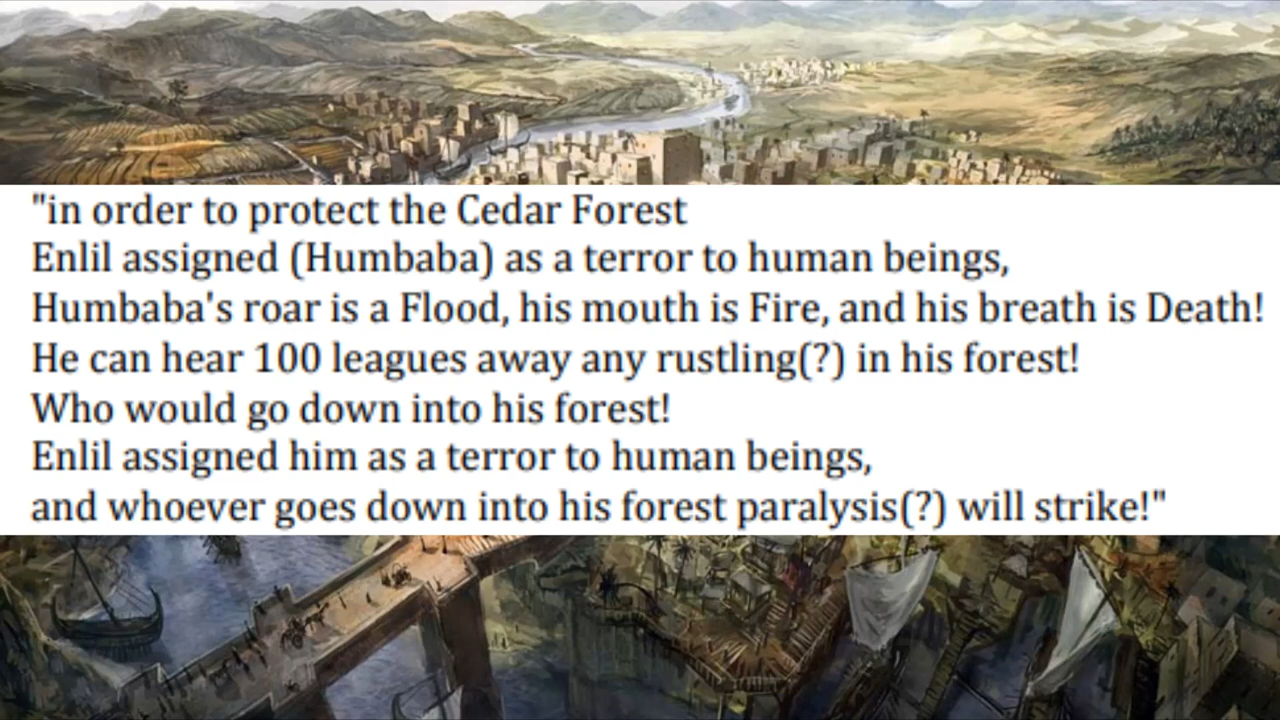 "in order to protect the Cedar Forest
Enlil assigned (Humbaba) as a terror to human beings,
Humbaba's roar is a Flood, his mouth is Fire, and his breath is Death!
He can hear 100 leagues away any rustling(?) in his forest!
Who would go down into his forest!
Enlil assigned him as a terror to human beings,
and whoever goes down into his forest paralysis(?) will strike!"